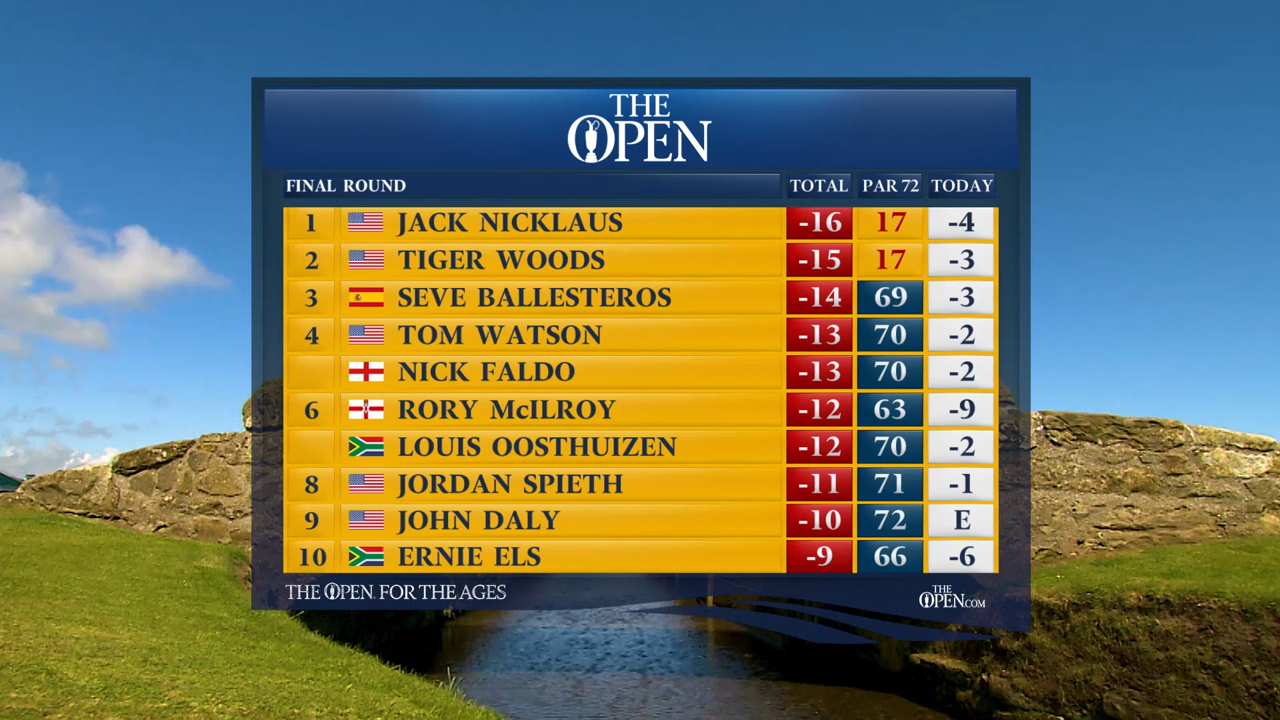 THE
OPEN
FINAL ROUND TOTAL PAR 72 TODAY
1 JACK NICKLAUS -16 17 -4
2 TIGER WOODS -15 17 -3
3 SEVE BALLESTEROS -14 69 -3
4 TOM WATSON -13 70 -2
NICK FALDO -13 70 -2
6 RORY McILROY -12 63 -9
LOUIS OOSTHUIZEN -12 70 -2
8 JORDAN SPIETH -11 71 -1
9 JOHN DALY -10 72 E
10 ERNIE ELS -9 66 -6
THE OPEN FOR THE AGES
THE
OPEN.COM